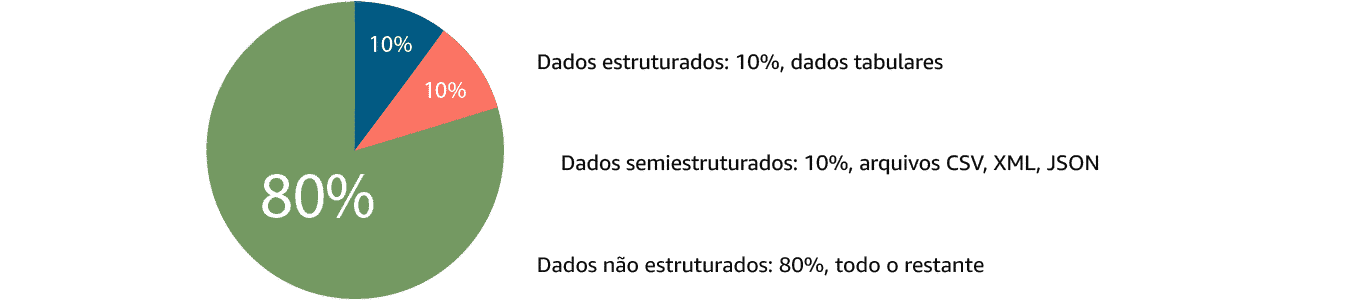 10%
10%
80%
Dados estruturados: 10%, dados tabulares
Dados semiestruturados: 10%, arquivos CSV, XML, JSON
Dados não estruturados: 80%, todo o restante